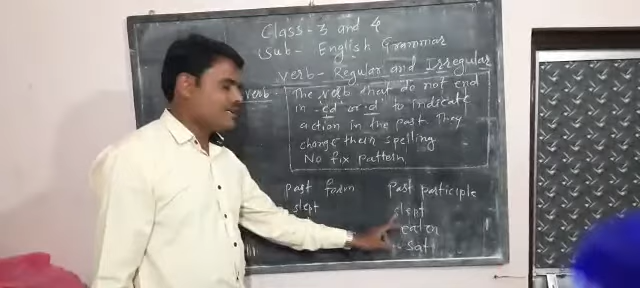 Class-3 and 4
Sub- English Grammar
Verb- Regular and Irregular
verb- The verb that do not end
in -ed or 'd' to indicate
action in the past. They
change their spelling
No fix pattern
past form past participle
slept slept
eaten
sat